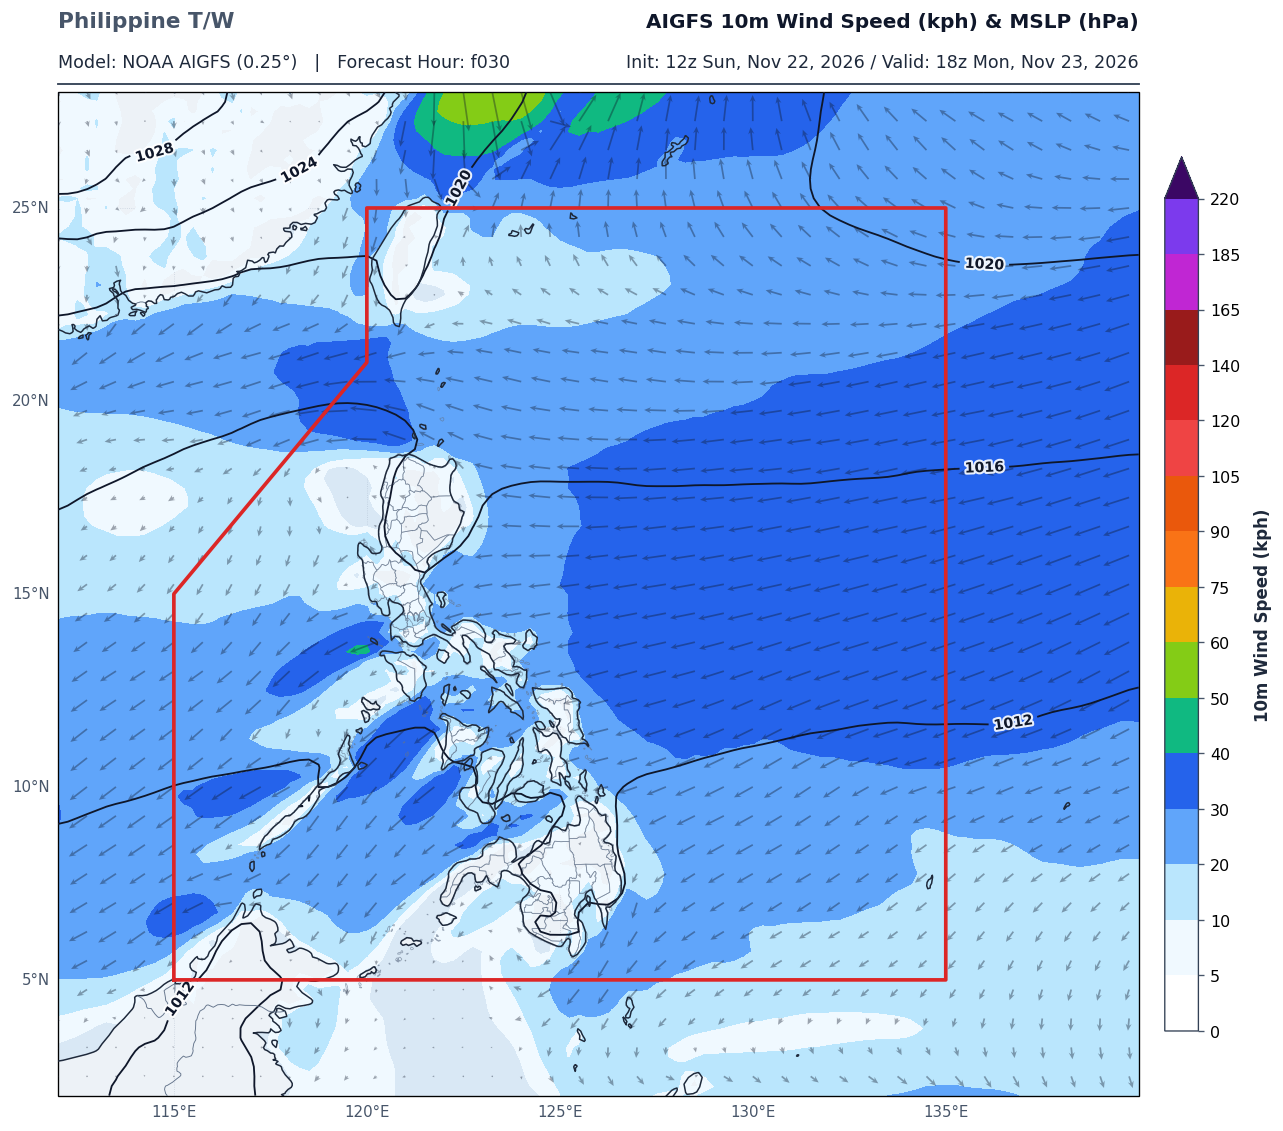 Philippine T/W
AIGFS 10m Wind Speed (kph) & MSLP (hPa)
Model: NOAA AIGFS (0.25°) | Forecast Hour: f030
Init: 12z Sun, Nov 22, 2026 / Valid: 18z Mon, Nov 23, 2026
1028
1024
1020
1020
1016
1012
1012
25°N
20°N
15°N
10°N
5°N
115°E
120°E
125°E
130°E
135°E
220
185
165
140
120
105
90
75
60
50
40
30
20
10
5
0
10m Wind Speed (kph)